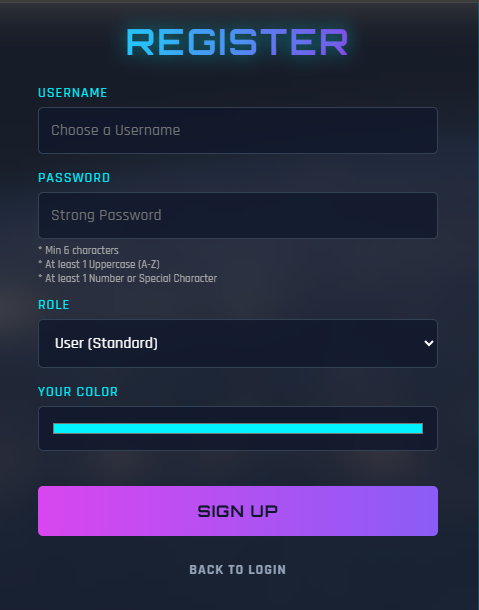 REGISTER
USERNAME
Choose a Username
PASSWORD
Strong Password
* Min 6 characters
* At least 1 Uppercase (A-Z)
* At least 1 Number or Special Character
ROLE
User (Standard)
YOUR COLOR
SIGN UP
BACK TO LOGIN